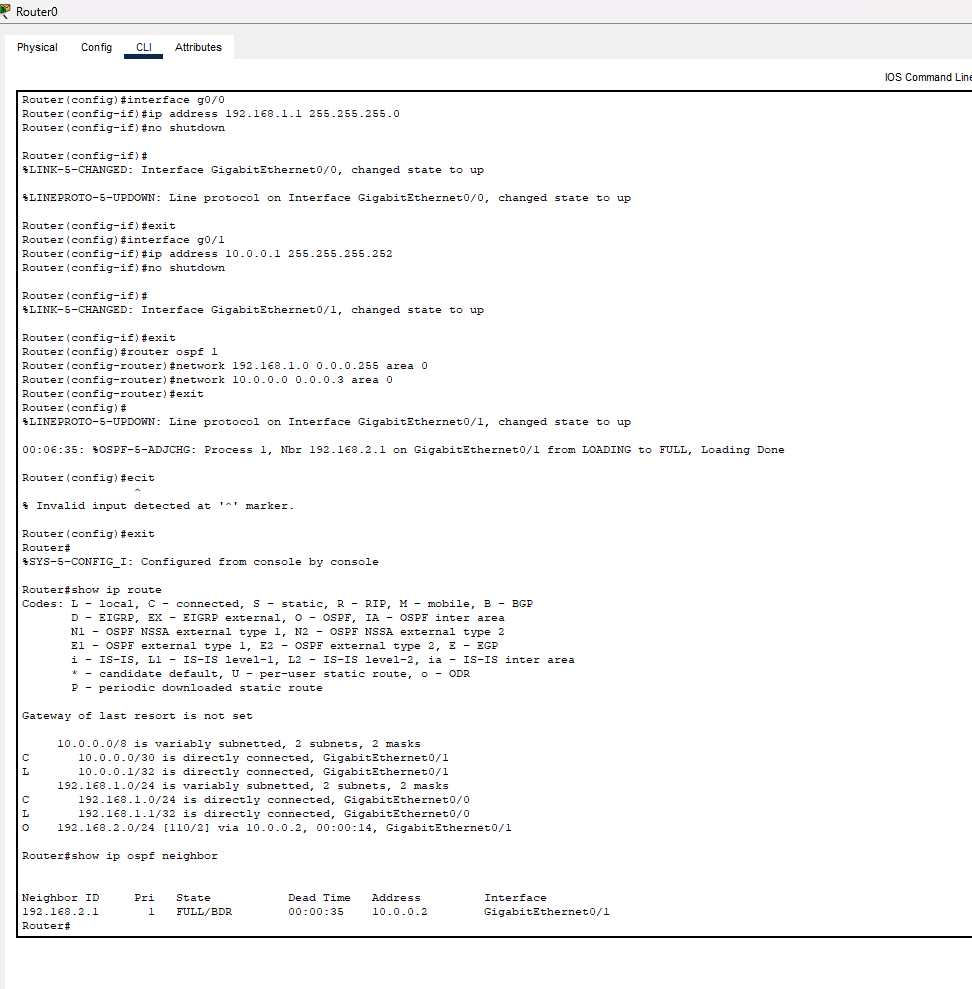 Router0
Physical Config CLI Attributes
IOS Command Line
Router(config)#interface g0/0
Router(config-if)#ip address 192.168.1.1 255.255.255.0
Router(config-if)#no shutdown
Router(config-if)#
%LINK-5-CHANGED: Interface GigabitEthernet0/0, changed state to up
%LINEPROTO-5-UPDOWN: Line protocol on Interface GigabitEthernet0/0, changed state to up
Router(config-if)#exit
Router(config)#interface g0/1
Router(config-if)#ip address 10.0.0.1 255.255.255.252
Router(config-if)#no shutdown
Router(config-if)#
%LINK-5-CHANGED: Interface GigabitEthernet0/1, changed state to up
Router(config-if)#exit
Router(config)#router ospf 1
Router(config-router)#network 192.168.1.0 0.0.0.255 area 0
Router(config-router)#network 10.0.0.0 0.0.0.3 area 0
Router(config-router)#exit
Router(config)#
%LINEPROTO-5-UPDOWN: Line protocol on Interface GigabitEthernet0/1, changed state to up
00:06:35: %OSPF-5-ADJCHG: Process 1, Nbr 192.168.2.1 on GigabitEthernet0/1 from LOADING to FULL, Loading Done
Router(config)#ecit
^
% Invalid input detected at '^' marker.
Router(config)#exit
Router#
%SYS-5-CONFIG_I: Configured from console by console
Router#show ip route
Codes: L - local, C - connected, S - static, R - RIP, M - mobile, B - BGP
D - EIGRP, EX - EIGRP external, O - OSPF, IA - OSPF inter area
N1 - OSPF NSSA external type 1, N2 - OSPF NSSA external type 2
E1 - OSPF external type 1, E2 - OSPF external type 2, E - EGP
i - IS-IS, L1 - IS-IS level-1, L2 - IS-IS level-2, ia - IS-IS inter area
* - candidate default, U - per-user static route, o - ODR
P - periodic downloaded static route
Gateway of last resort is not set
10.0.0.0/8 is variably subnetted, 2 subnets, 2 masks
C 10.0.0.0/30 is directly connected, GigabitEthernet0/1
L 10.0.0.1/32 is directly connected, GigabitEthernet0/1
192.168.1.0/24 is variably subnetted, 2 subnets, 2 masks
C 192.168.1.0/24 is directly connected, GigabitEthernet0/0
L 192.168.1.1/32 is directly connected, GigabitEthernet0/0
O 192.168.2.0/24 [110/2] via 10.0.0.2, 00:00:14, GigabitEthernet0/1
Router#show ip ospf neighbor
Neighbor ID Pri State Dead Time Address Interface
192.168.2.1 1 FULL/BDR 00:00:35 10.0.0.2 GigabitEthernet0/1
Router#